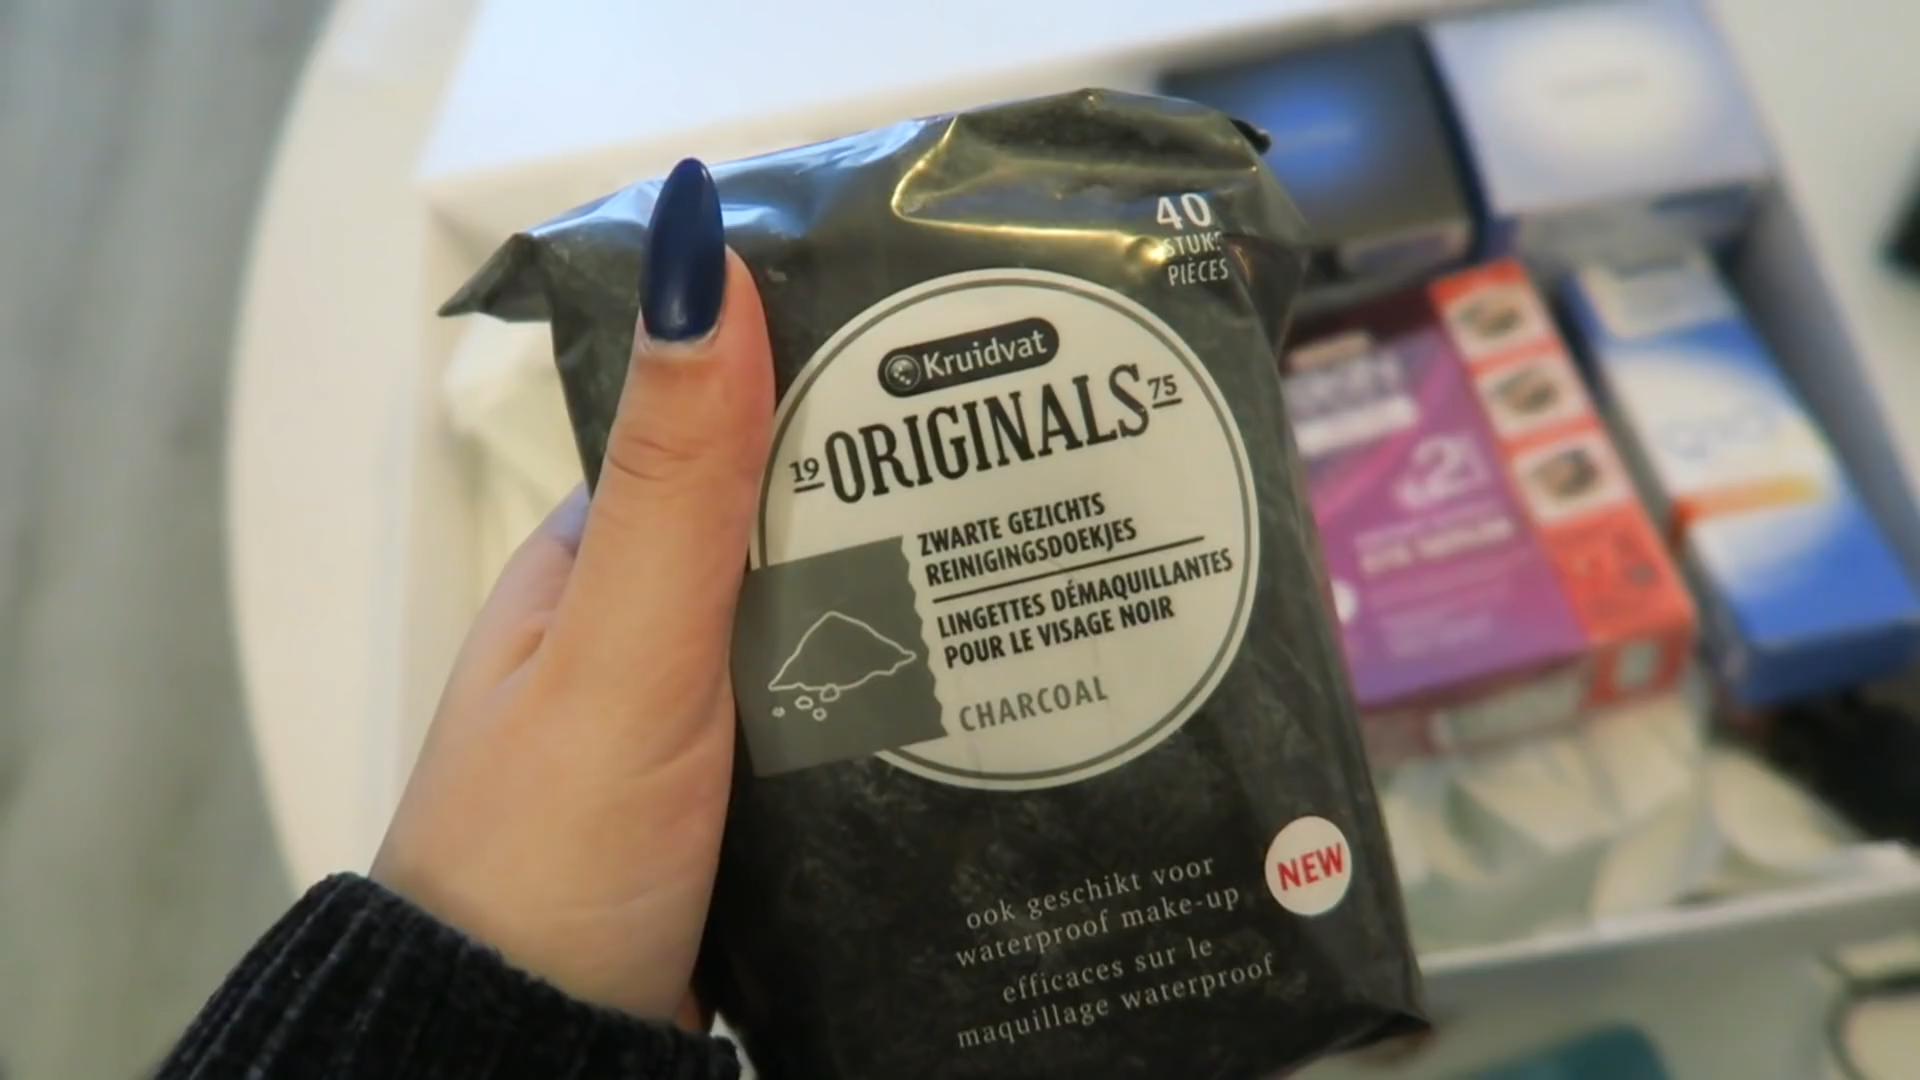 40
STUKS
PIÈCES
Kruidvat
19 ORIGINALS 75
ZWARTE GEZICHTS
REINIGINGSDOEKJES
LINGETTES DÉMAQUILLANTES
POUR LE VISAGE NOIR
CHARCOAL
NEW
ook geschikt voor
waterproof make-up
efficaces sur le
maquillage waterproof
x2